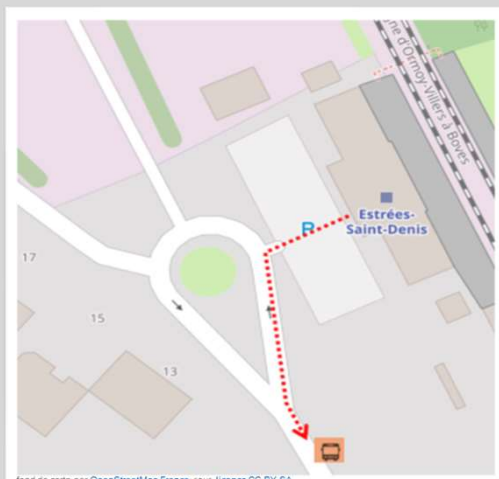 ne d'Ormoy-Villers à Boves
P
Estrées-
Saint-Denis
17
15
13
fond de carte par OpenStreetMap France, sous licence CC BY-SA